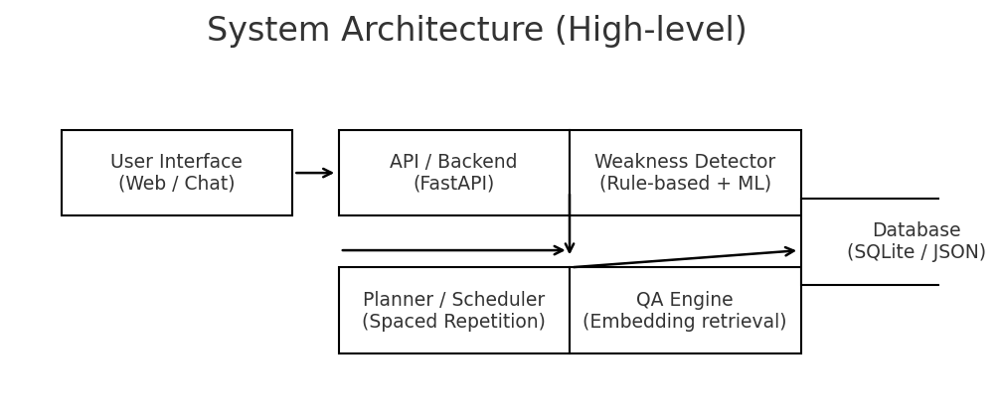 System Architecture (High-level)
User Interface
(Web / Chat)
API / Backend
(FastAPI)
Weakness Detector
(Rule-based + ML)
Database
(SQLite / JSON)
Planner / Scheduler
(Spaced Repetition)
QA Engine
(Embedding retrieval)